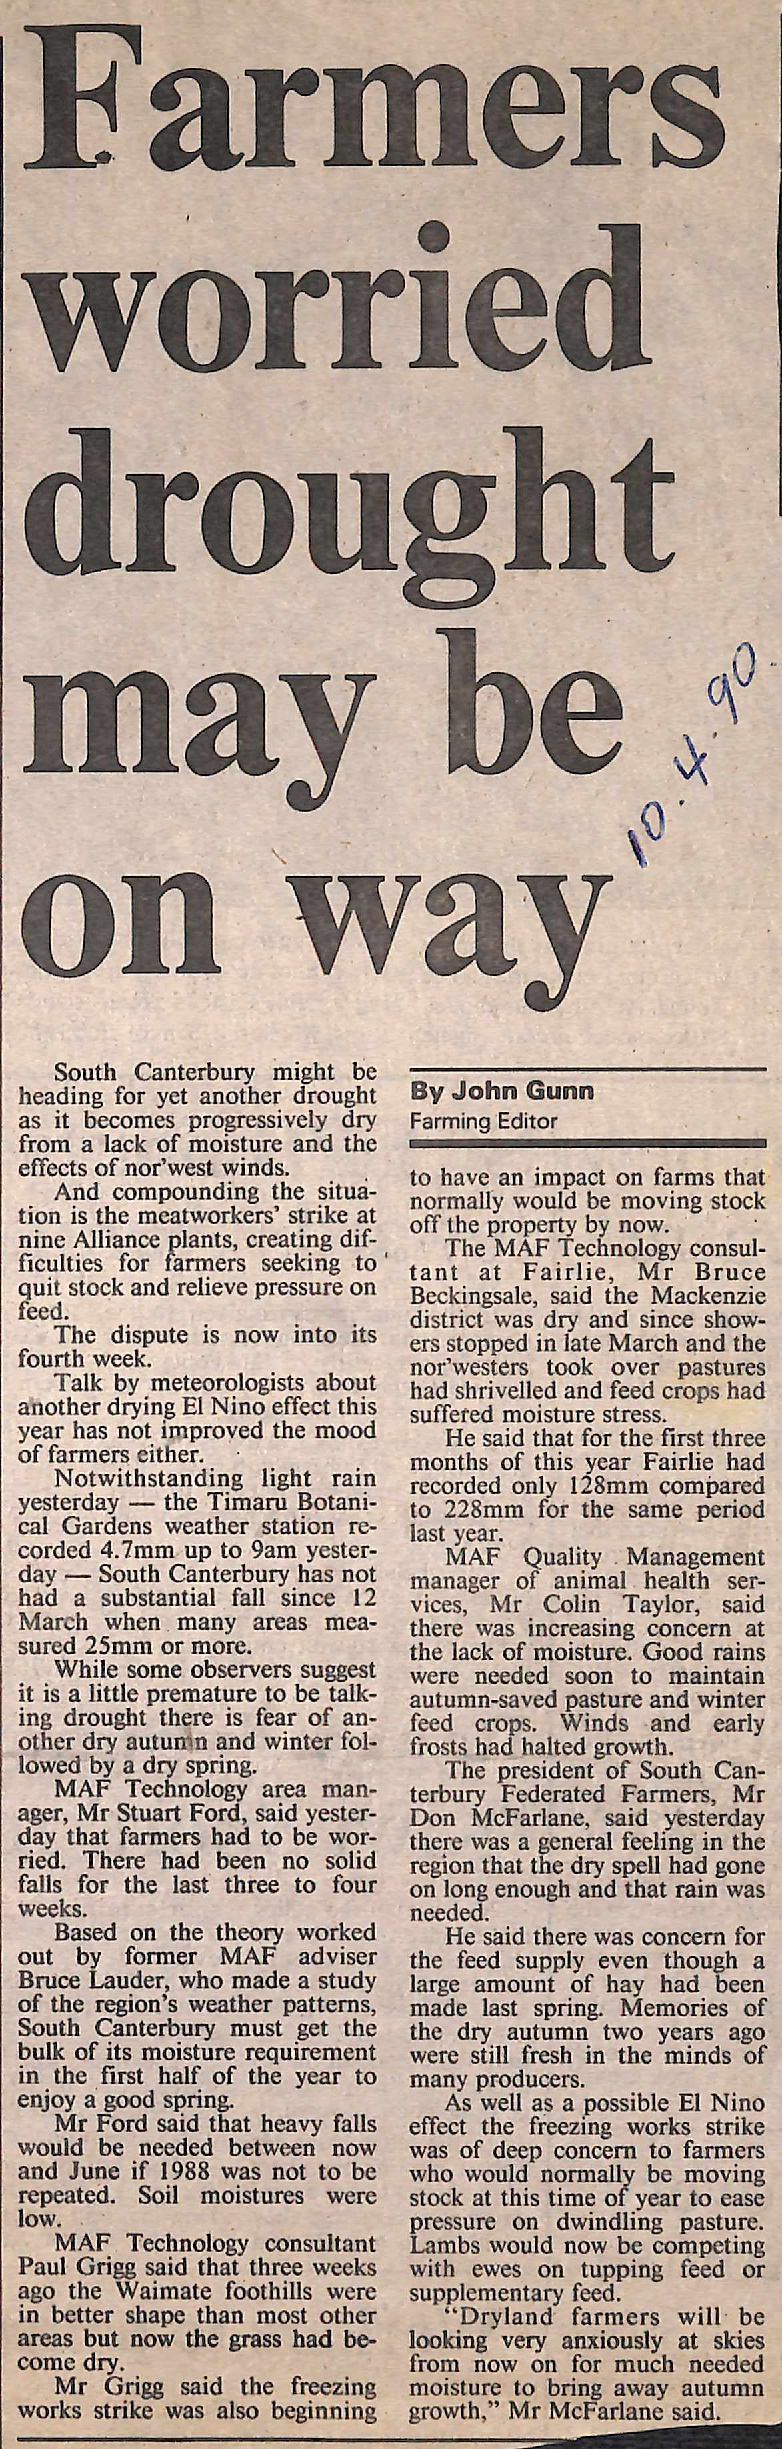 Farmers
worried
drought
may be
on way
10.4.90.
South Canterbury might be
heading for yet another drought
as it becomes progressively dry
from a lack of moisture and the
effects of nor'west winds.
And compounding the situa-
tion is the meatworkers' strike at
nine Alliance plants, creating dif-
ficulties for farmers seeking to
quit stock and relieve pressure on
feed.
The dispute is now into its
fourth week.
Talk by meteorologists about
another drying El Nino effect this
year has not improved the mood
of farmers either.
Notwithstanding light rain
yesterday — the Timaru Botani-
cal Gardens weather station re-
corded 4.7mm up to 9am yester-
day — South Canterbury has not
had a substantial fall since 12
March when many areas mea-
sured 25mm or more.
While some observers suggest
it is a little premature to be talk-
ing drought there is fear of an-
other dry autumn and winter fol-
lowed by a dry spring.
MAF Technology area man-
ager, Mr Stuart Ford, said yester-
day that farmers had to be wor-
ried. There had been no solid
falls for the last three to four
weeks.
Based on the theory worked
out by former MAF adviser
Bruce Lauder, who made a study
of the region's weather patterns,
South Canterbury must get the
bulk of its moisture requirement
in the first half of the year to
enjoy a good spring.
Mr Ford said that heavy falls
would be needed between now
and June if 1988 was not to be
repeated. Soil moistures were
low.
MAF Technology consultant
Paul Grigg said that three weeks
ago the Waimate foothills were
in better shape than most other
areas but now the grass had be-
come dry.
Mr Grigg said the freezing
works strike was also beginning
By John Gunn
Farming Editor
to have an impact on farms that
normally would be moving stock
off the property by now.
The MAF Technology consul-
tant at Fairlie, Mr Bruce
Beckingsale, said the Mackenzie
district was dry and since show-
ers stopped in late March and the
nor'westers took over pastures
had shrivelled and feed crops had
suffered moisture stress.
He said that for the first three
months of this year Fairlie had
recorded only 128mm compared
to 228mm for the same period
last year.
MAF Quality Management
manager of animal health ser-
vices, Mr Colin Taylor, said
there was increasing concern at
the lack of moisture. Good rains
were needed soon to maintain
autumn-saved pasture and winter
feed crops. Winds and early
frosts had halted growth.
The president of South Can-
terbury Federated Farmers, Mr
Don McFarlane, said yesterday
there was a general feeling in the
region that the dry spell had gone
on long enough and that rain was
needed.
He said there was concern for
the feed supply even though a
large amount of hay had been
made last spring. Memories of
the dry autumn two years ago
were still fresh in the minds of
many producers.
As well as a possible El Nino
effect the freezing works strike
was of deep concern to farmers
who would normally be moving
stock at this time of year to ease
pressure on dwindling pasture.
Lambs would now be competing
with ewes on tupping feed or
supplementary feed.
"Dryland farmers will be
looking very anxiously at skies
from now on for much needed
moisture to bring away autumn
growth," Mr McFarlane said.